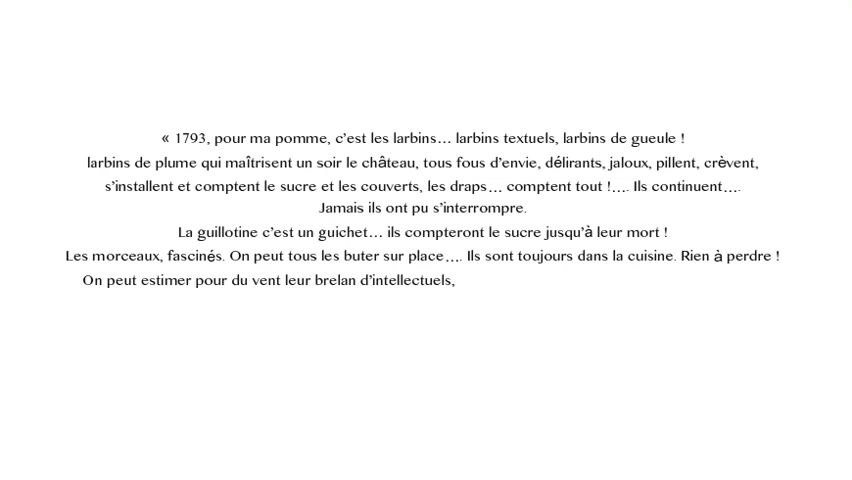 « 1793, pour ma pomme, c’est les larbins… larbins textuels, larbins de gueule !
larbins de plume qui maîtrisent un soir le château, tous fous d’envie, délirants, jaloux, pillent, crèvent,
s’installent et comptent le sucre et les couverts, les draps… comptent tout !…. Ils continuent….
Jamais ils ont pu s’interrompre.
La guillotine c’est un guichet… ils compteront le sucre jusqu’à leur mort !
Les morceaux, fascinés. On peut tous les buter sur place…. Ils sont toujours dans la cuisine. Rien à perdre !
On peut estimer pour du vent leur brelan d’intellectuels,